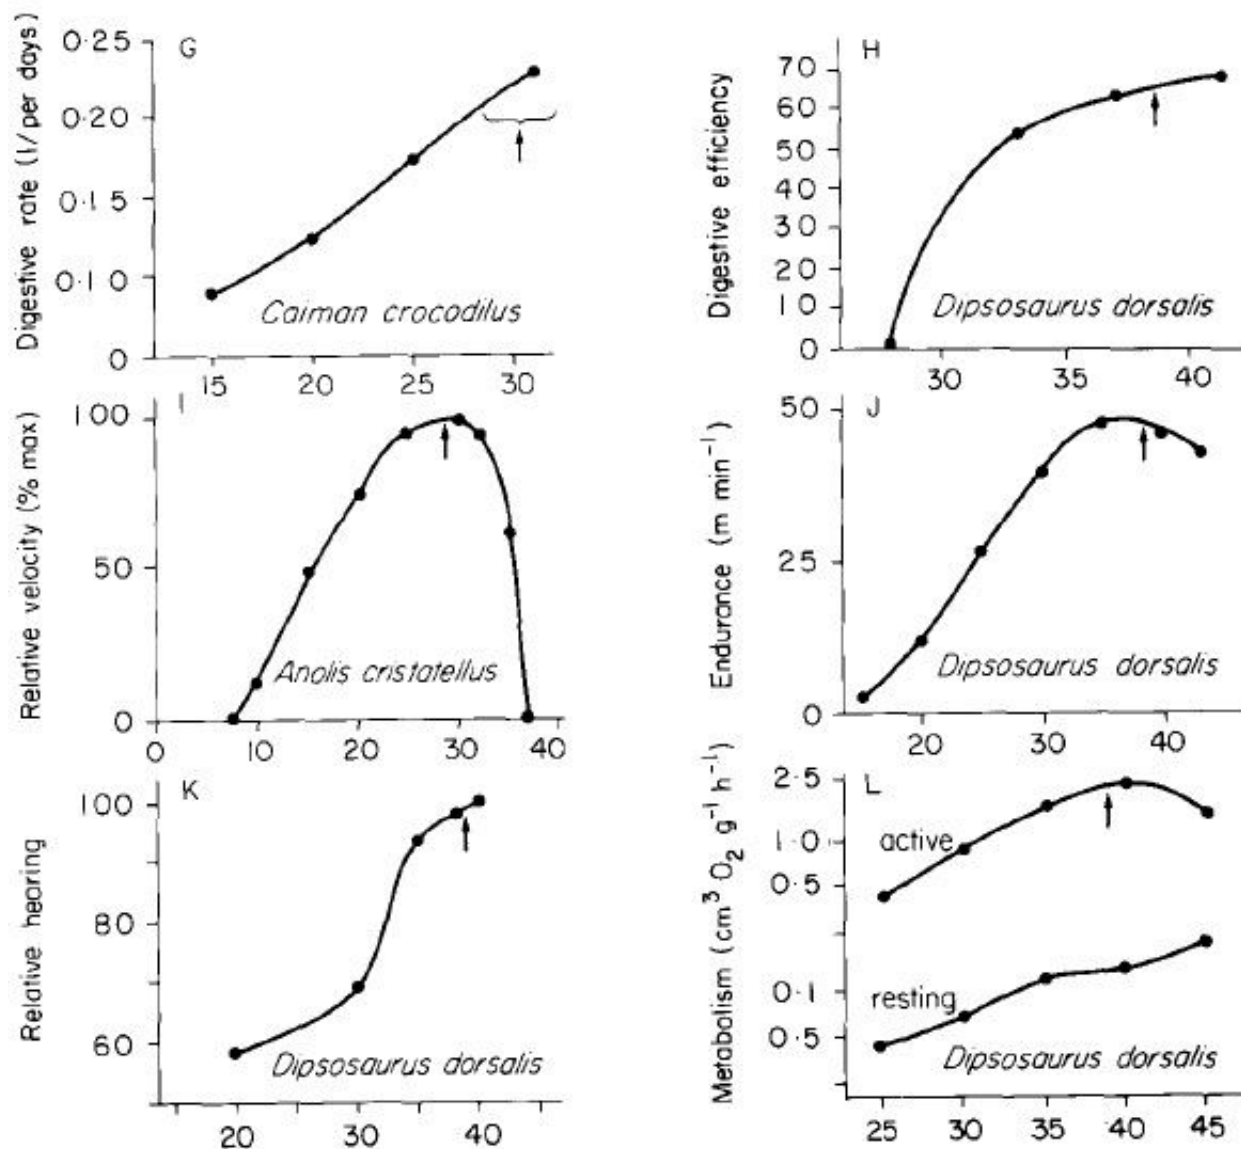 G
Digestive rate (1/per days)
0·25
0·20
0·15
0·10
0
Caiman crocodilus
15 20 25 30
H
Digestive efficiency
70
60
50
40
30
20
10
0
Dipsosaurus dorsalis
30 35 40
I
Relative velocity (% max)
100
50
0
Anolis cristatellus
0 10 20 30 40
J
Endurance (m min⁻¹)
50
25
0
Dipsosaurus dorsalis
20 30 40
K
Relative hearing
100
80
60
Dipsosaurus dorsalis
20 30 40
L
Metabolism (cm³ O₂ g⁻¹ h⁻¹)
2·5
1·0
0·5
0·1
0·5
active
resting
Dipsosaurus dorsalis
25 30 35 40 45